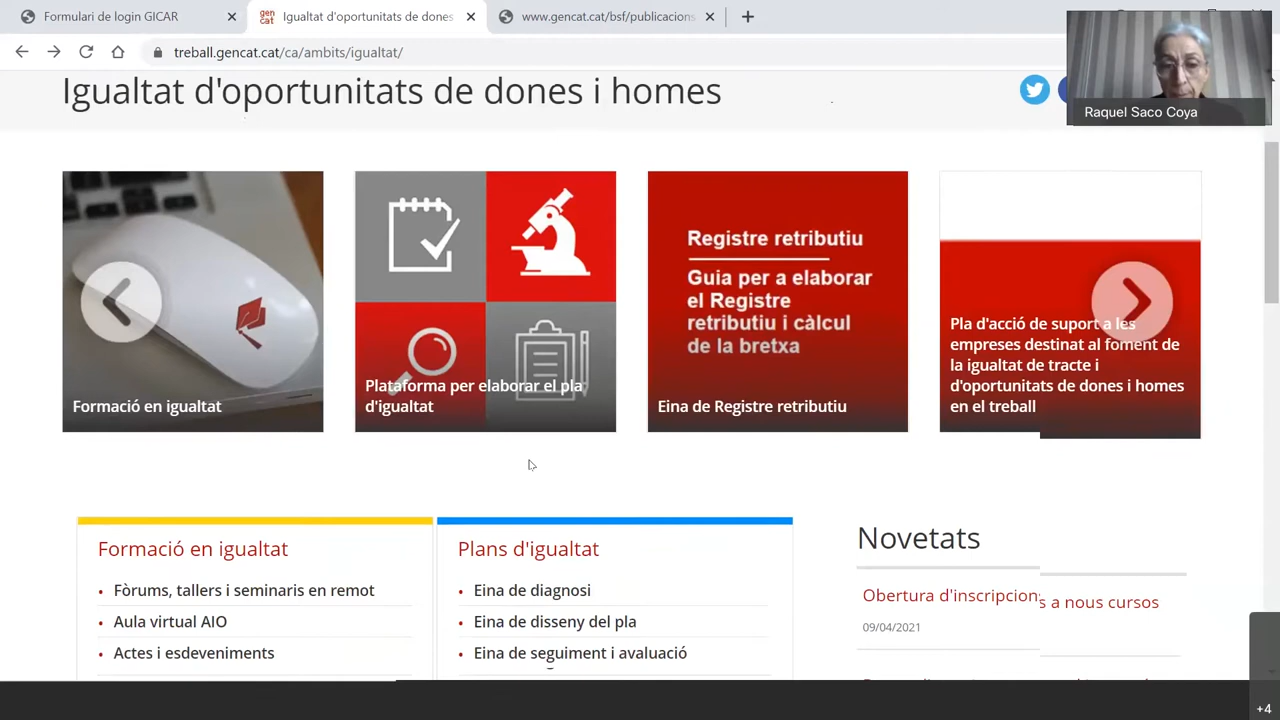 Formulari de login GICAR
gen
cat
Igualtat d'oportunitats de dones
www.gencat.cat/bsf/publicacions
treball.gencat.cat/ca/ambits/igualtat/
Raquel Saco Coya
Igualtat d'oportunitats de dones i homes
Formació en igualtat
Plataforma per elaborar el pla
d'igualtat
Registre retributiu
Guia per a elaborar
el Registre
retributiu i càlcul
de la bretxa
Eina de Registre retributiu
Pla d'acció de suport a les
empreses destinat al foment de
la igualtat de tracte i
d'oportunitats de dones i homes
en el treball
Formació en igualtat
• Fòrums, tallers i seminaris en remot
• Aula virtual AIO
• Actes i esdeveniments
Plans d'igualtat
• Eina de diagnosi
• Eina de disseny del pla
• Eina de seguiment i avaluació
Novetats
Obertura d'inscripcions a nous cursos
09/04/2021
+4